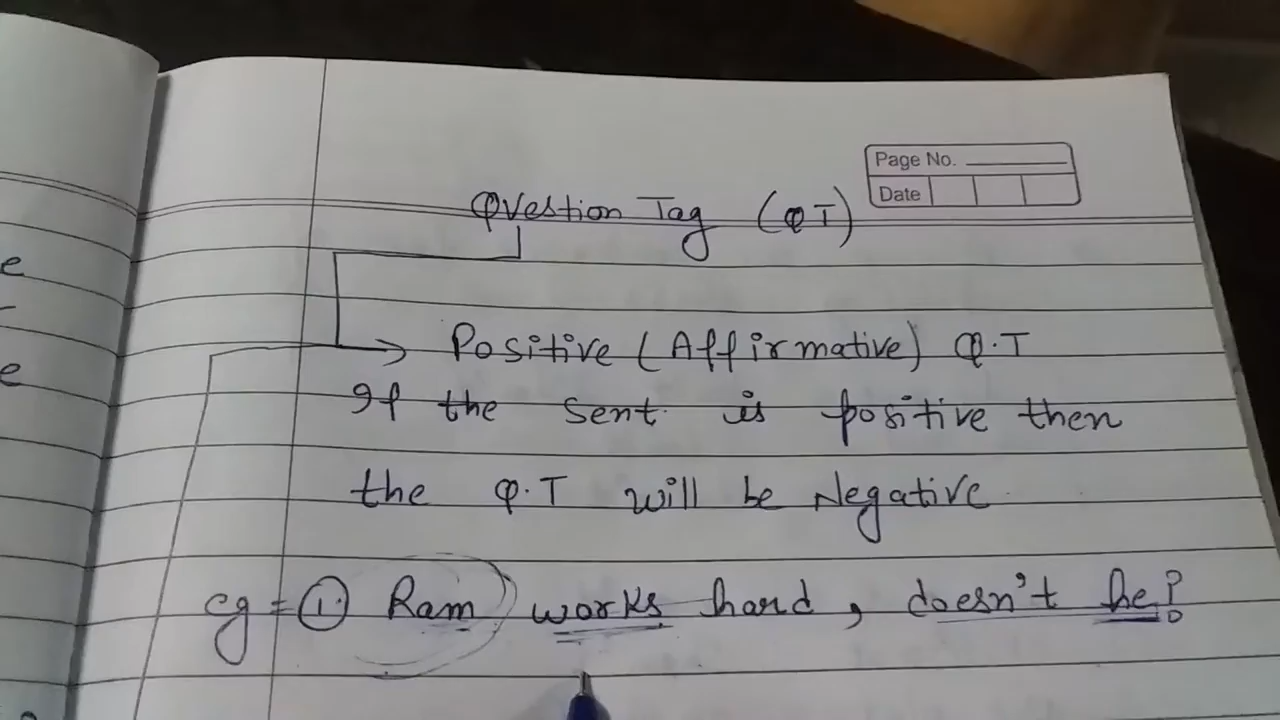 Page No.
Date
Question Tag (QT)
Positive (Affirmative) Q.T
If the sent. is positive then
the Q.T will be Negative.
eg = ① Ram works hard, doesn't he?
e
e